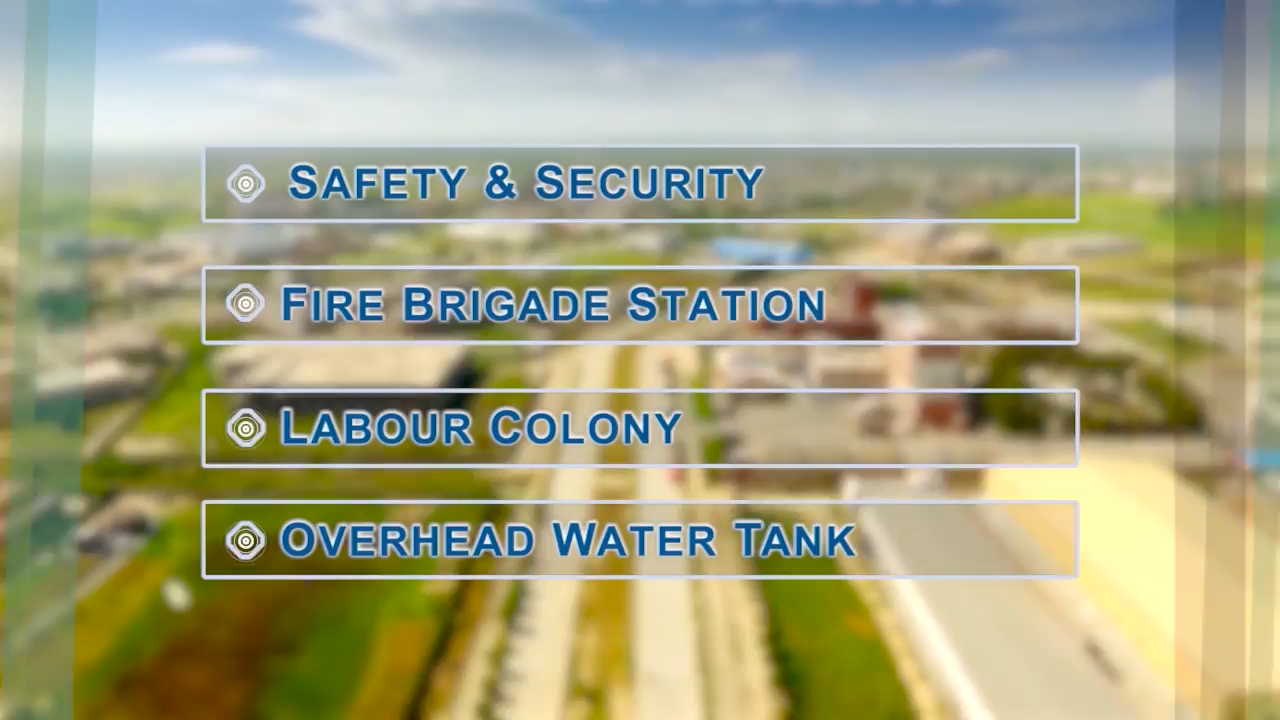 SAFETY & SECURITY
FIRE BRIGADE STATION
LABOUR COLONY
OVERHEAD WATER TANK